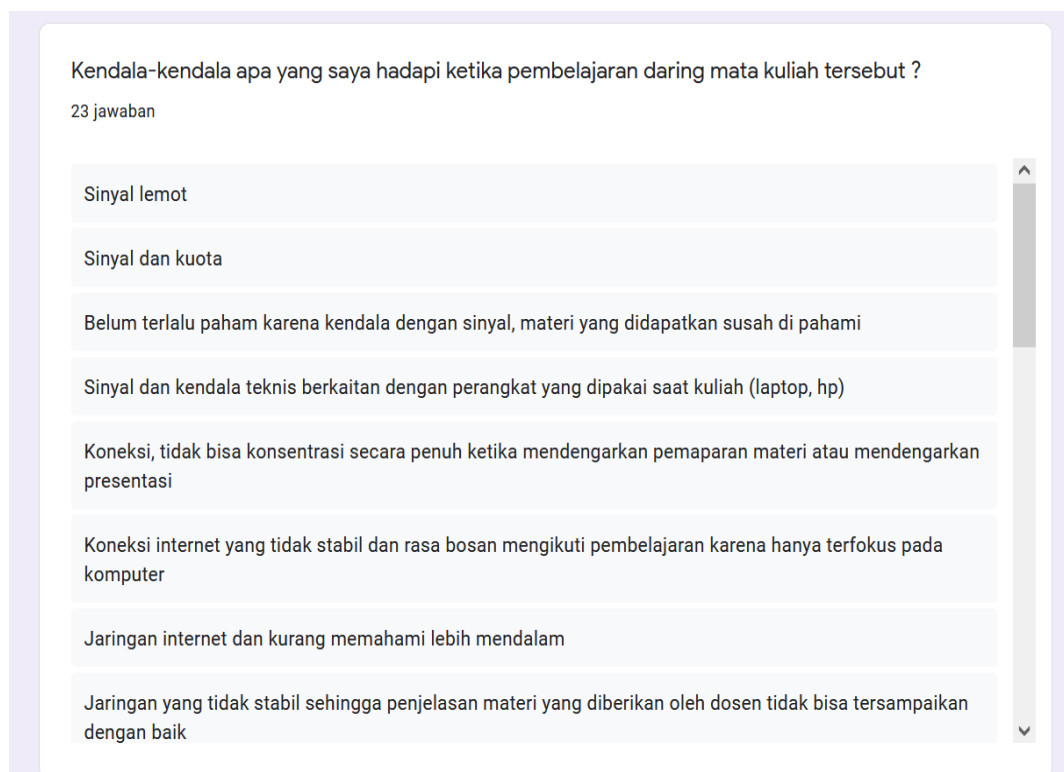 Kendala-kendala apa yang saya hadapi ketika pembelajaran daring mata kuliah tersebut ?
23 jawaban
Sinyal lemot
Sinyal dan kuota
Belum terlalu paham karena kendala dengan sinyal, materi yang didapatkan susah di pahami
Sinyal dan kendala teknis berkaitan dengan perangkat yang dipakai saat kuliah (laptop, hp)
Koneksi, tidak bisa konsentrasi secara penuh ketika mendengarkan pemaparan materi atau mendengarkan
presentasi
Koneksi internet yang tidak stabil dan rasa bosan mengikuti pembelajaran karena hanya terfokus pada
komputer
Jaringan internet dan kurang memahami lebih mendalam
Jaringan yang tidak stabil sehingga penjelasan materi yang diberikan oleh dosen tidak bisa tersampaikan
dengan baik